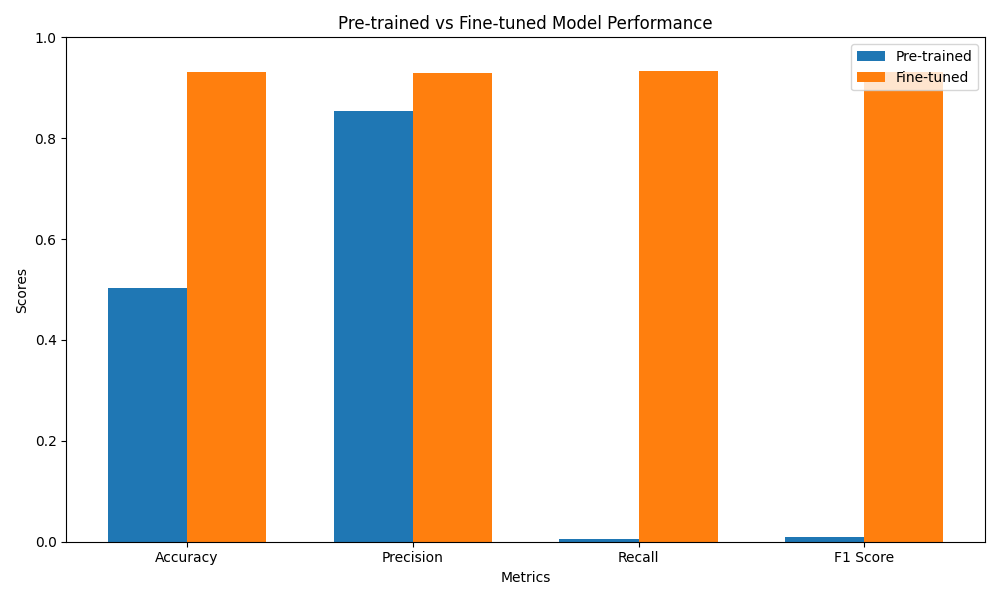 Pre-trained vs Fine-tuned Model Performance
1.0
0.8
0.6
0.4
0.2
0.0
Scores
Pre-trained
Fine-tuned
Accuracy
Precision
Recall
F1 Score
Metrics